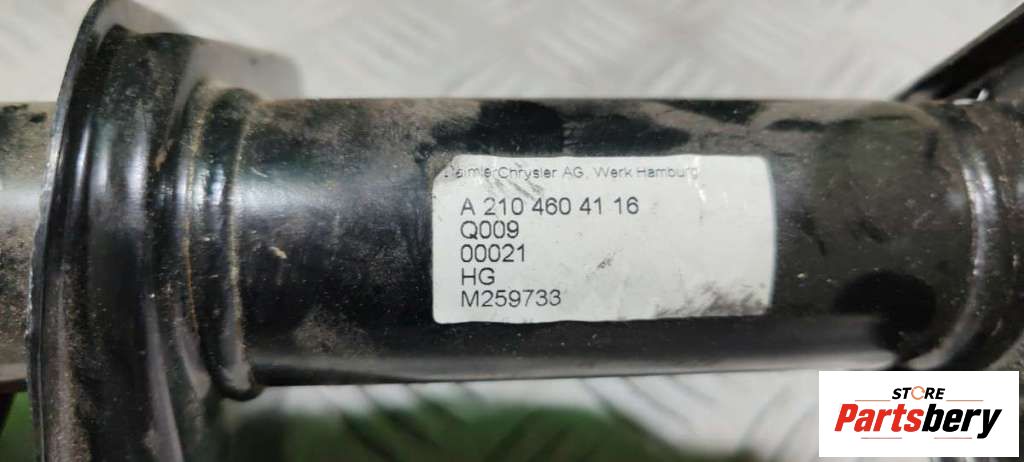 DaimlerChrysler AG, Werk Hamburg
A 210 460 41 16
Q009
00021
HG
M259733
STORE
Partsbery